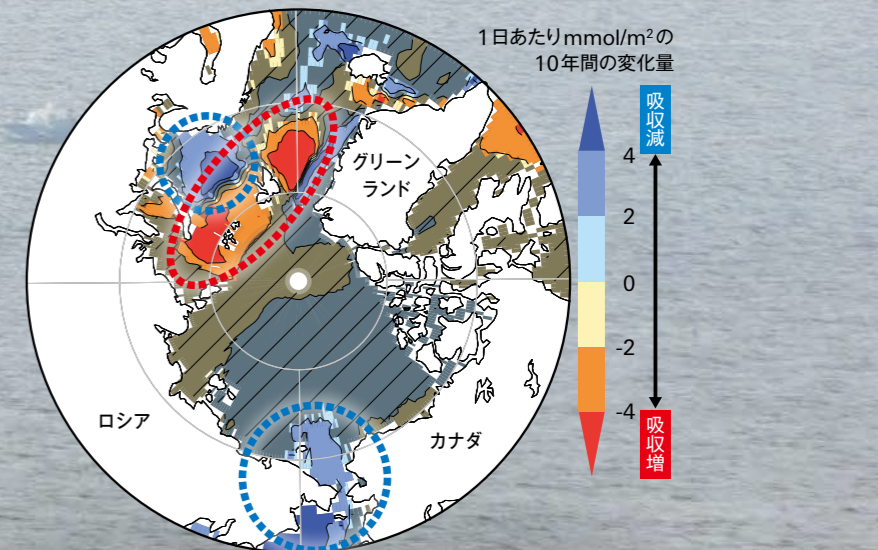 1日あたりmmol/m²の
10年間の変化量
吸収減
4
2
0
-2
-4
吸収増
グリーン
ランド
ロシア
カナダ